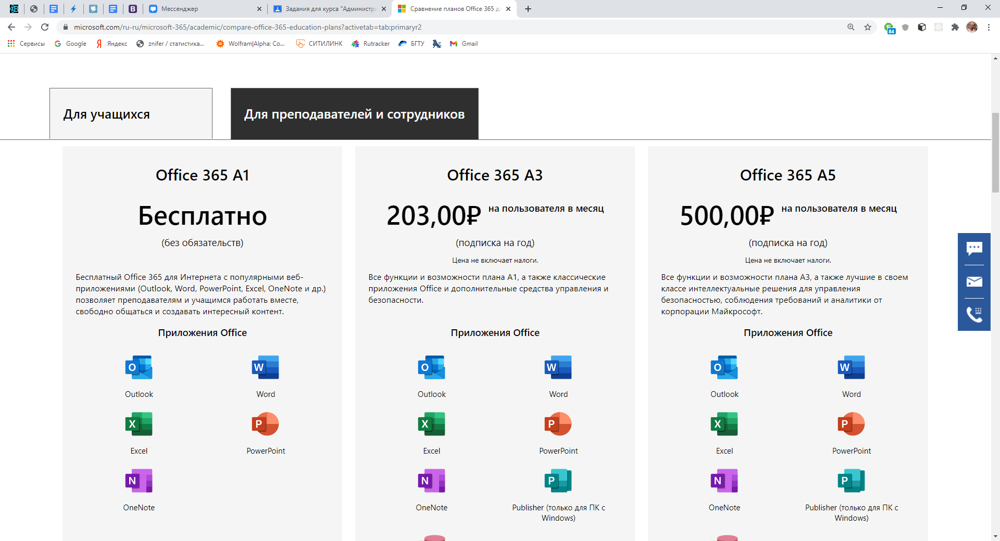 Мессенджер
Задания для курса "Администри
Сравнение планов Office 365 дл
microsoft.com/ru-ru/microsoft-365/academic/compare-office-365-education-plans?activetab=tab:primaryr2
84
Сервисы
Google
Яндекс
znifer / статистика...
Wolfram|Alpha: Co...
СИТИЛИНК
Rutracker
БГТУ
Gmail
Для учащихся
Для преподавателей и сотрудников
Office 365 A1
Бесплатно
(без обязательств)
Бесплатный Office 365 для Интернета с популярными веб-
приложениями (Outlook, Word, PowerPoint, Excel, OneNote и др.)
позволяет преподавателям и учащимся работать вместе,
свободно общаться и создавать интересный контент.
Приложения Office
Outlook
Word
Excel
PowerPoint
OneNote
Office 365 A3
203,00₽ на пользователя в месяц
(подписка на год)
Цена не включает налоги.
Все функции и возможности плана A1, а также классические
приложения Office и дополнительные средства управления и
безопасности.
Приложения Office
Outlook
Word
Excel
PowerPoint
OneNote
Publisher (только для ПК с
Windows)
Office 365 A5
500,00₽ на пользователя в месяц
(подписка на год)
Цена не включает налоги.
Все функции и возможности плана A3, а также лучшие в своем
классе интеллектуальные решения для управления
безопасностью, соблюдения требований и аналитики от
корпорации Майкрософт.
Приложения Office
Outlook
Word
Excel
PowerPoint
OneNote
Publisher (только для ПК с
Windows)